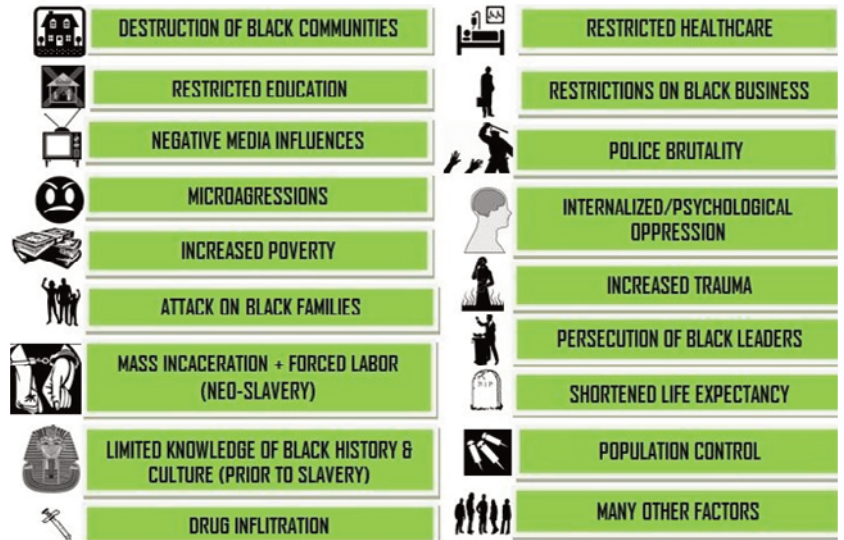 DESTRUCTION OF BLACK COMMUNITIES
RESTRICTED EDUCATION
NEGATIVE MEDIA INFLUENCES
MICROAGRESSIONS
INCREASED POVERTY
ATTACK ON BLACK FAMILIES
MASS INCACERATION + FORCED LABOR
(NEO-SLAVERY)
LIMITED KNOWLEDGE OF BLACK HISTORY &
CULTURE (PRIOR TO SLAVERY)
DRUG INFLITRATION
RESTRICTED HEALTHCARE
RESTRICTIONS ON BLACK BUSINESS
POLICE BRUTALITY
INTERNALIZED/PSYCHOLOGICAL
OPPRESSION
INCREASED TRAUMA
PERSECUTION OF BLACK LEADERS
RIP
SHORTENED LIFE EXPECTANCY
POPULATION CONTROL
MANY OTHER FACTORS